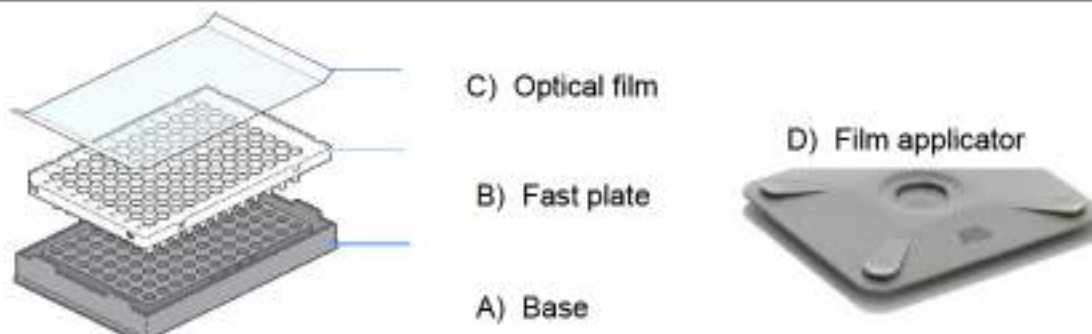 C) Optical film
D) Film applicator
B) Fast plate
A) Base